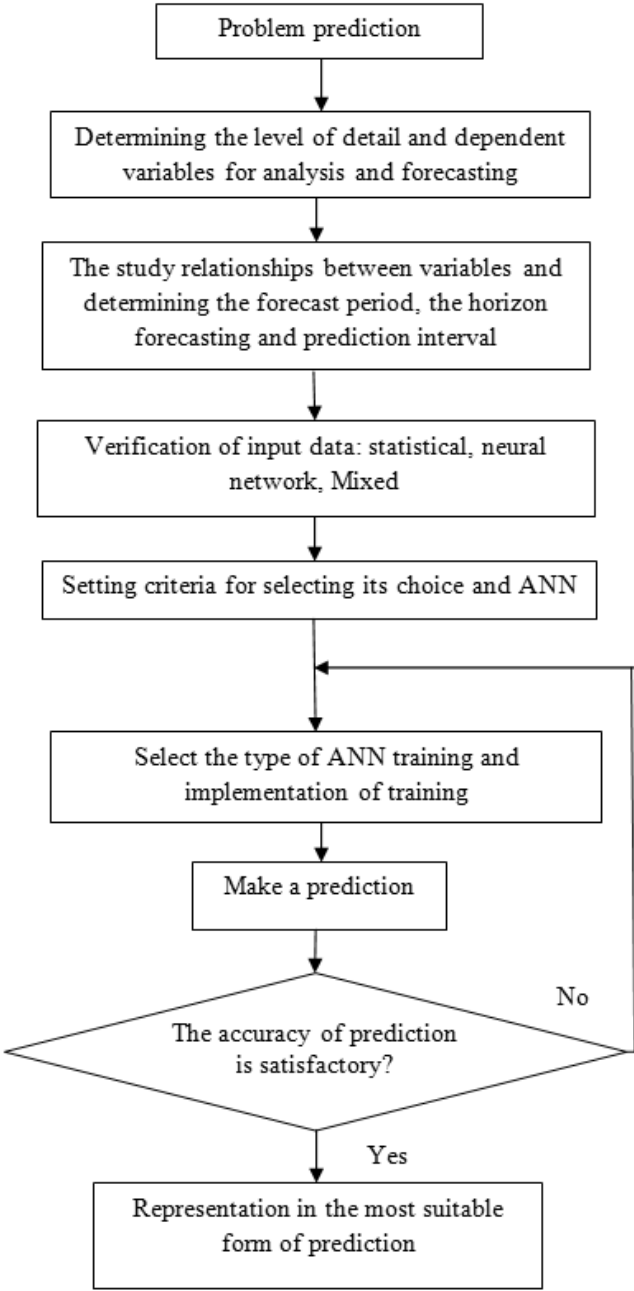 Problem prediction
Determining the level of detail and dependent
variables for analysis and forecasting
The study relationships between variables and
determining the forecast period, the horizon
forecasting and prediction interval
Verification of input data: statistical, neural
network, Mixed
Setting criteria for selecting its choice and ANN
Select the type of ANN training and
implementation of training
Make a prediction
No
The accuracy of prediction
is satisfactory?
Yes
Representation in the most suitable
form of prediction